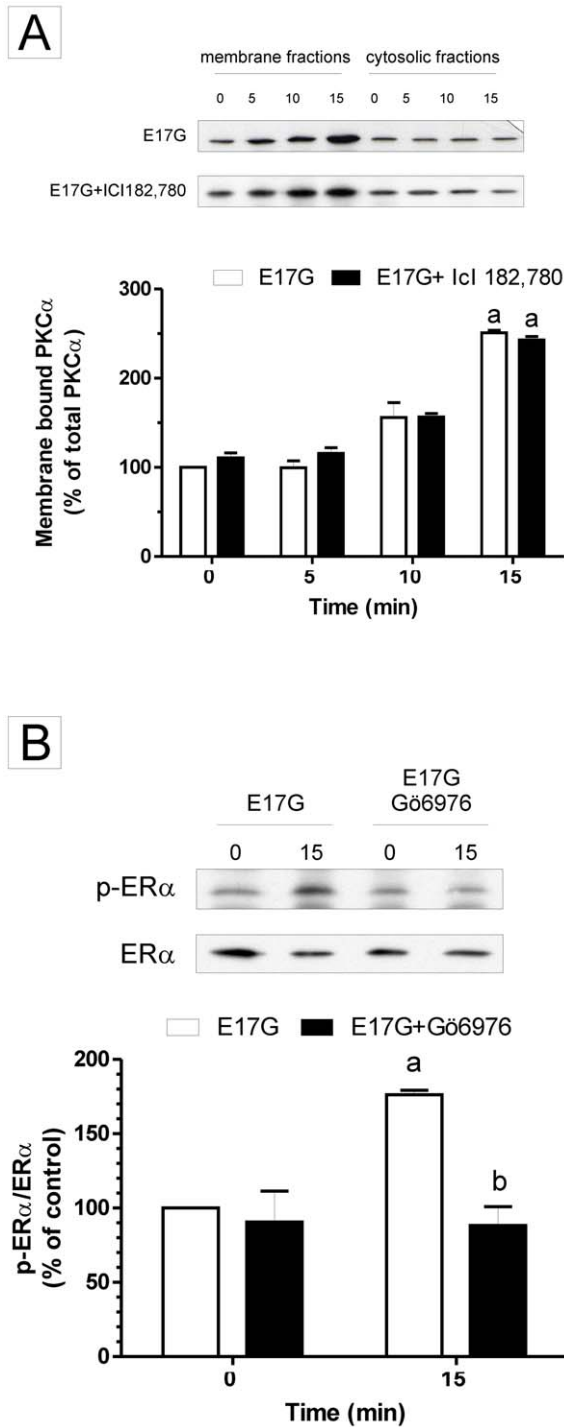 A
membrane fractions cytosolic fractions
0 5 10 15 0 5 10 15
E17G
E17G+ICI182,780
E17G E17G+ IcI 182,780
Membrane bound PKCα
(% of total PKCα)
300
200
100
0
a a
0 5 10 15
Time (min)
B
E17G
E17G
Gö6976
0 15 0 15
p-ERα
ERα
E17G E17G+Gö6976
p-ERα/ERα
(% of control)
200
150
100
50
0
a
b
0 15
Time (min)